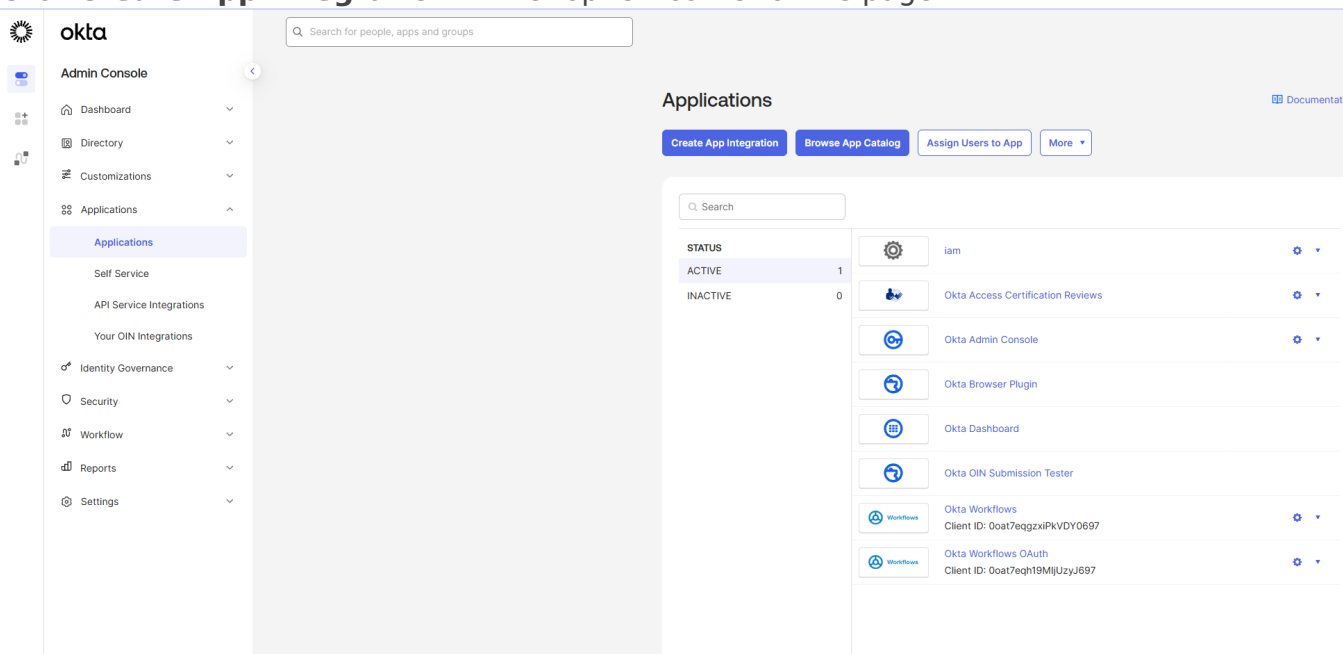 okta
Search for people, apps and groups
Admin Console
Dashboard
Directory
Customizations
Applications
Applications
Self Service
API Service Integrations
Your OIN Integrations
Identity Governance
Security
Workflow
Reports
Settings
Applications
Documentat
Create App Integration
Browse App Catalog
Assign Users to App
More
Search
STATUS
ACTIVE 1
INACTIVE 0
iam
Okta Access Certification Reviews
Okta Admin Console
Okta Browser Plugin
Okta Dashboard
Okta OIN Submission Tester
Workflows
Okta Workflows
Client ID: 0oat7eqgzxiPkVDY0697
Workflows
Okta Workflows OAuth
Client ID: 0oat7eqh19MIjUzyJ697